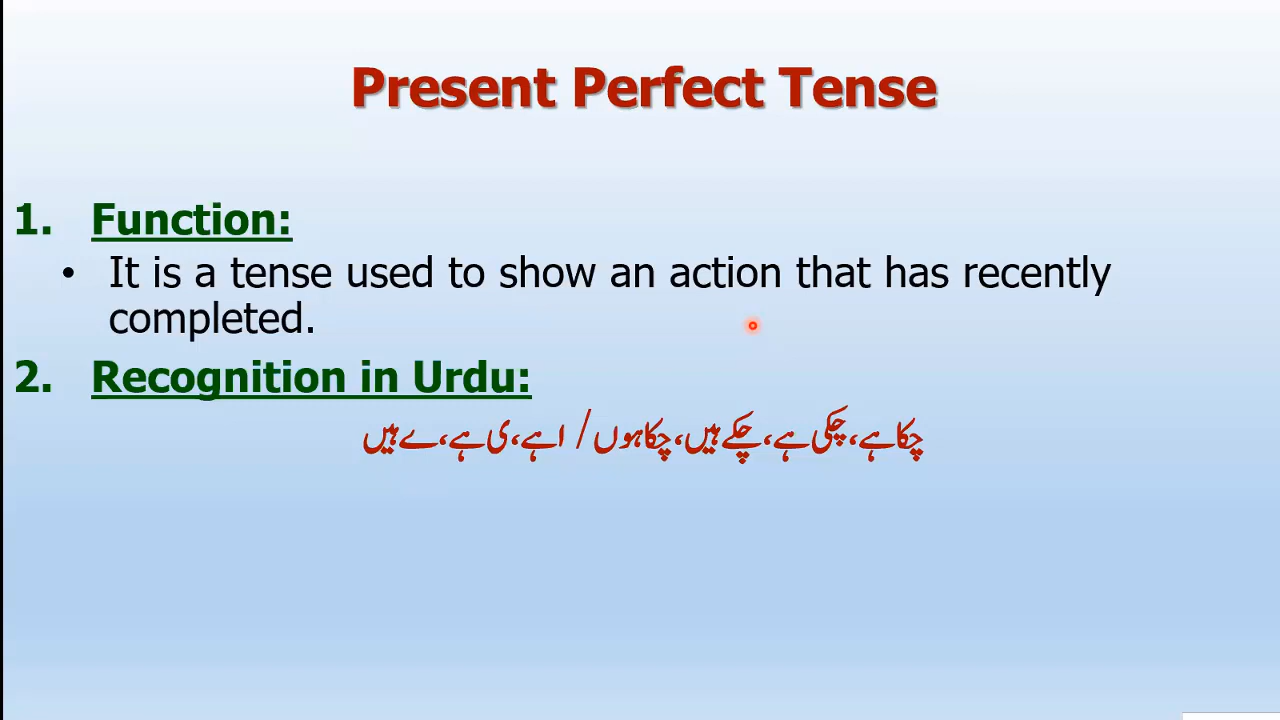 Present Perfect Tense
1. Function:
• It is a tense used to show an action that has recently
completed.
2. Recognition in Urdu:
چکا ہے، چکی ہے، چکے ہیں، چکا ہوں / ا ہے، ی ہے، ے ہیں